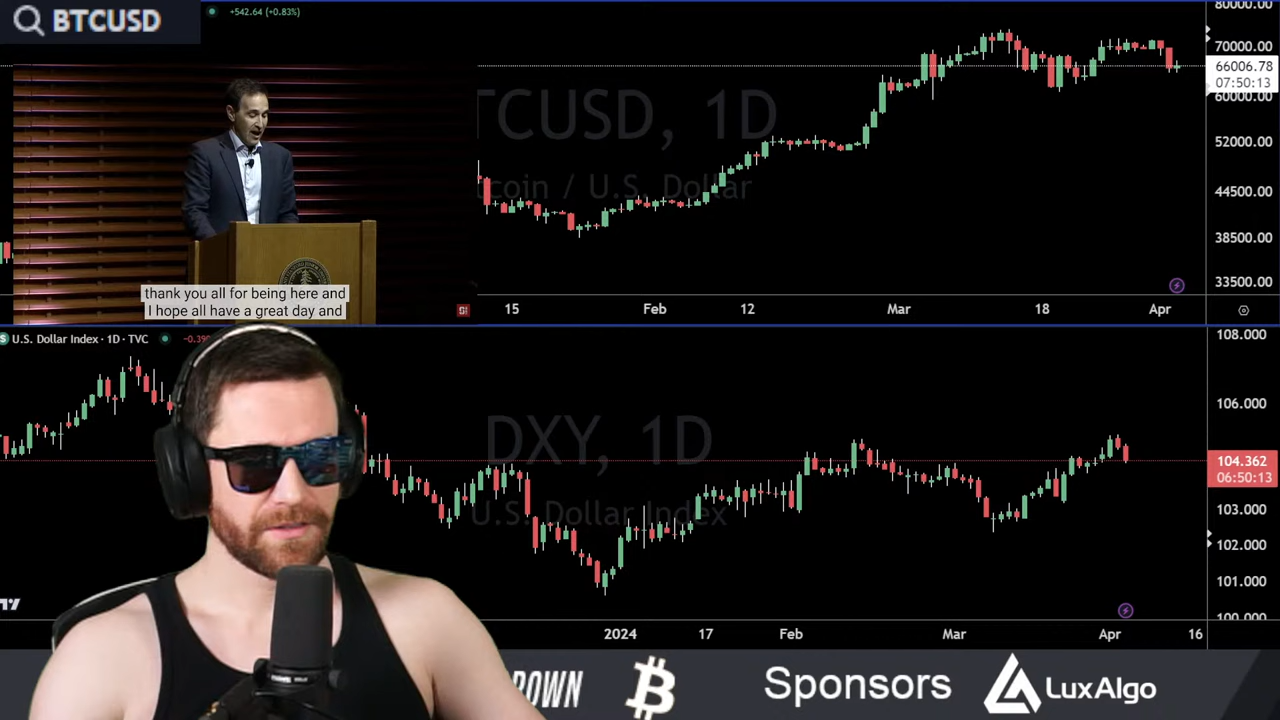 BTCUSD
+542.64 (+0.83%)
80000.00
70000.00
66006.78
07:50:13
60000.00
52000.00
44500.00
38500.00
33500.00
TCUSD, 1D
tcoin / U.S. Dollar
thank you all for being here and
I hope all have a great day and
15 Feb 12 Mar 18 Apr
U.S. Dollar Index · 1D · TVC
108.000
106.000
104.362
06:50:13
103.000
102.000
101.000
100.000
DXY, 1D
U.S. Dollar Index
2024 17 Feb Mar Apr 16
DOWN
Sponsors
LuxAlgo